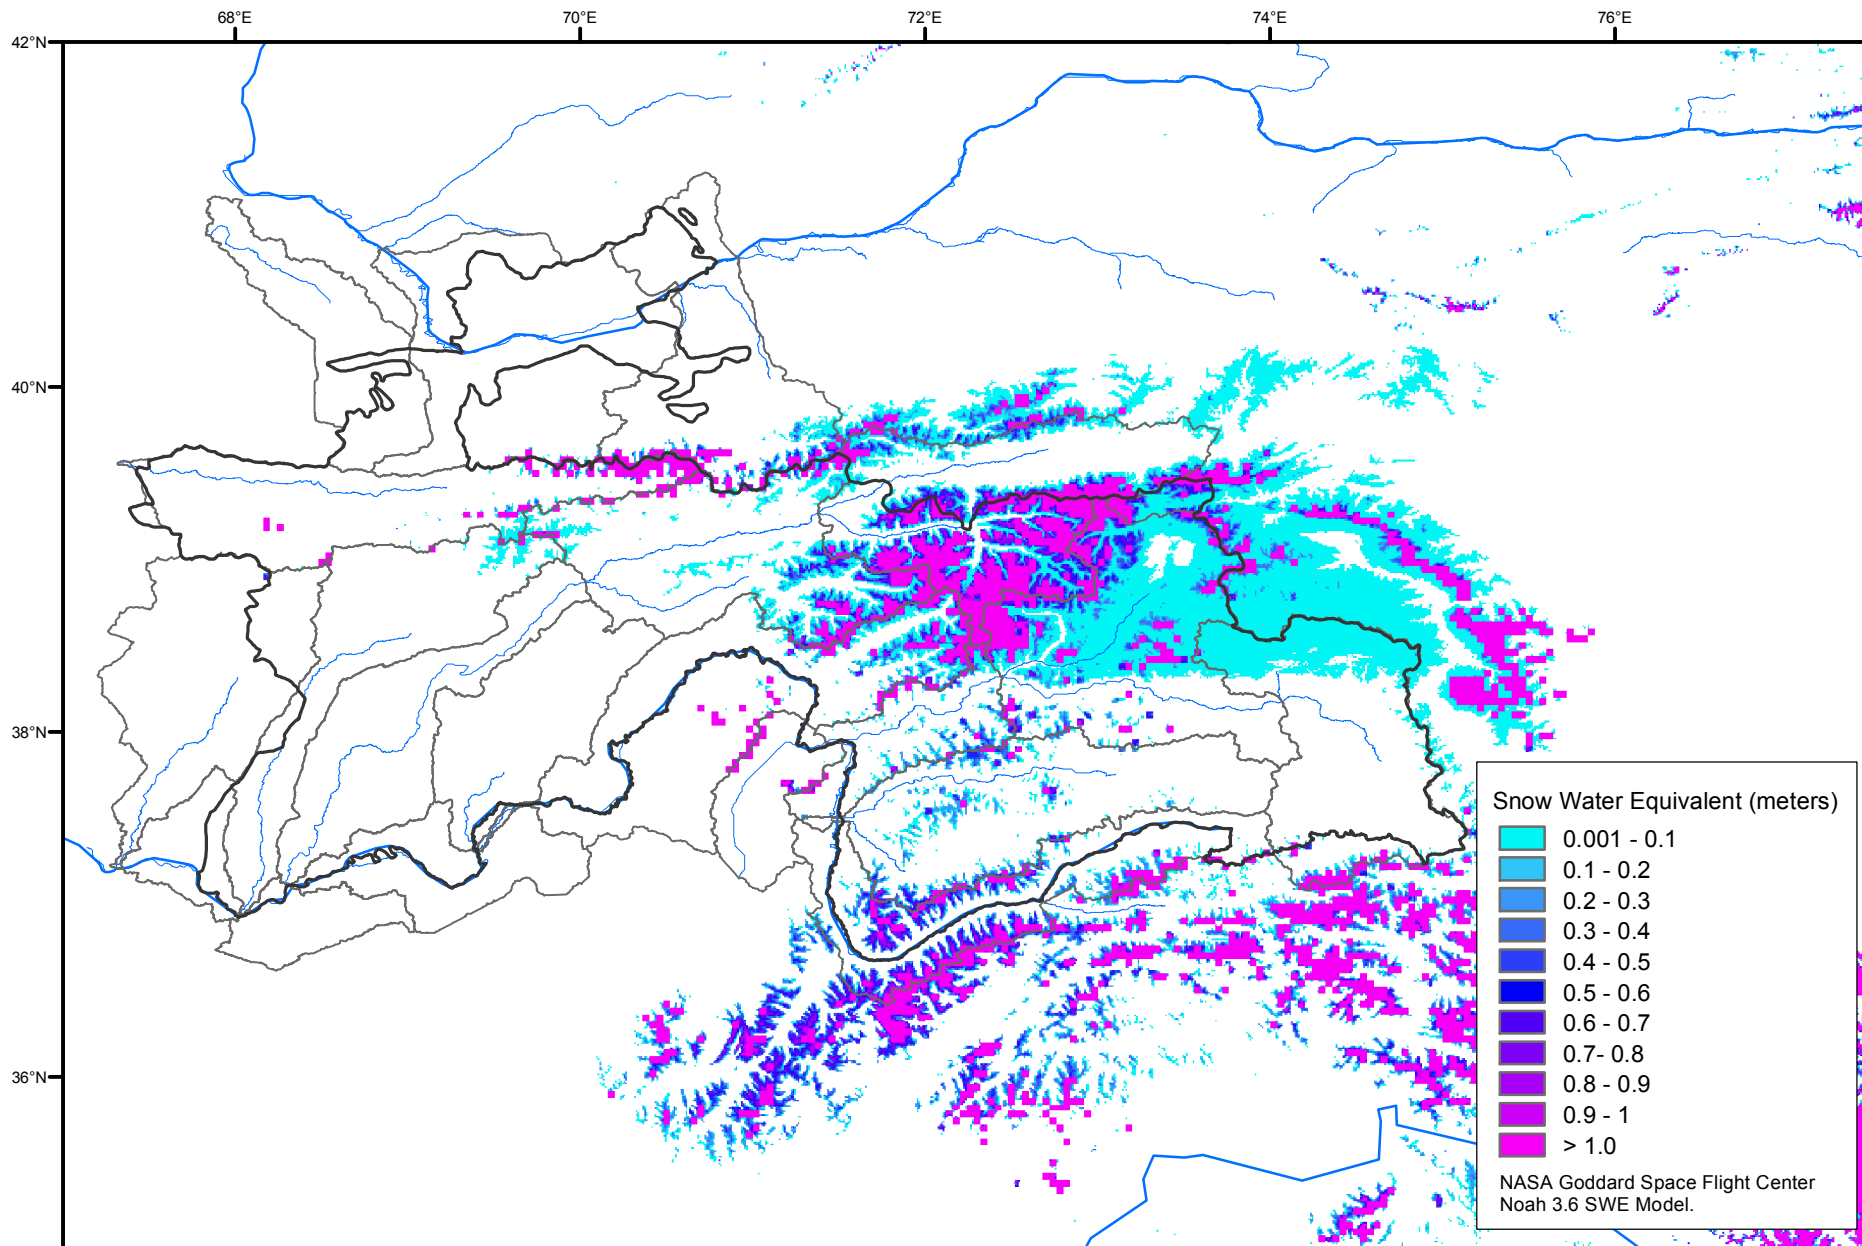 68°E 70°E 72°E 74°E 76°E
42°N
40°N
38°N
36°N
Snow Water Equivalent (meters)
0.001 - 0.1
0.1 - 0.2
0.2 - 0.3
0.3 - 0.4
0.4 - 0.5
0.5 - 0.6
0.6 - 0.7
0.7- 0.8
0.8 - 0.9
0.9 - 1
> 1.0
NASA Goddard Space Flight Center
Noah 3.6 SWE Model.